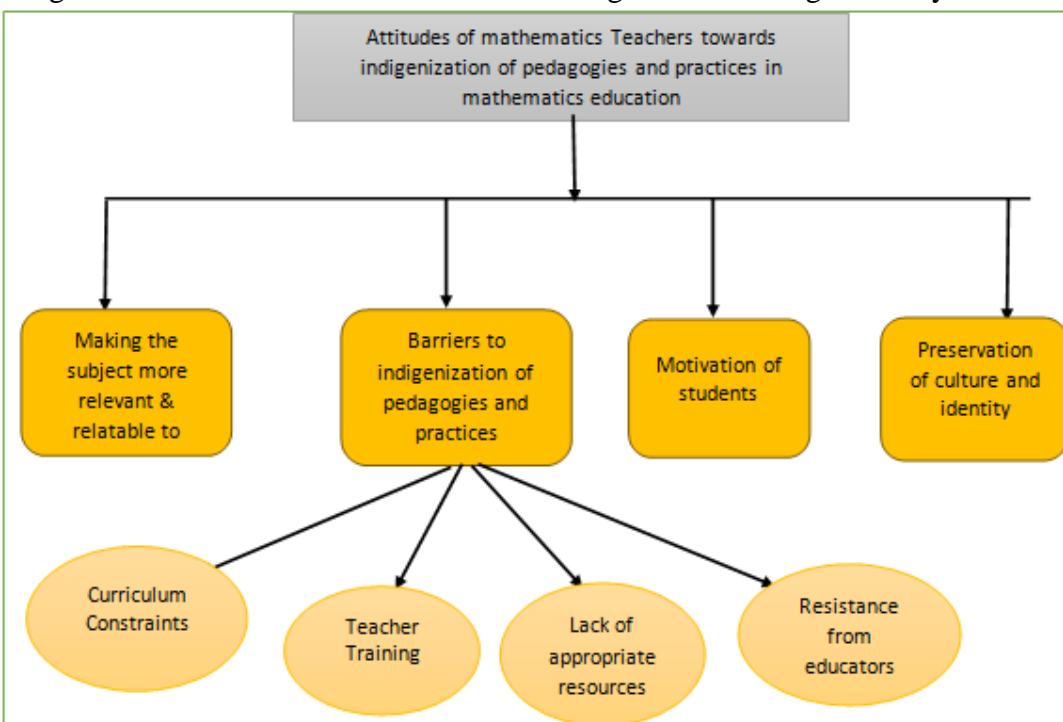 Attitudes of mathematics Teachers towards
indigenization of pedagogies and practices in
mathematics education
Making the
subject more
relevant &
relatable to
Barriers to
indigenization of
pedagogies and
practices
Motivation of
students
Preservation
of culture and
identity
Curriculum
Constraints
Teacher
Training
Lack of
appropriate
resources
Resistance
from
educators